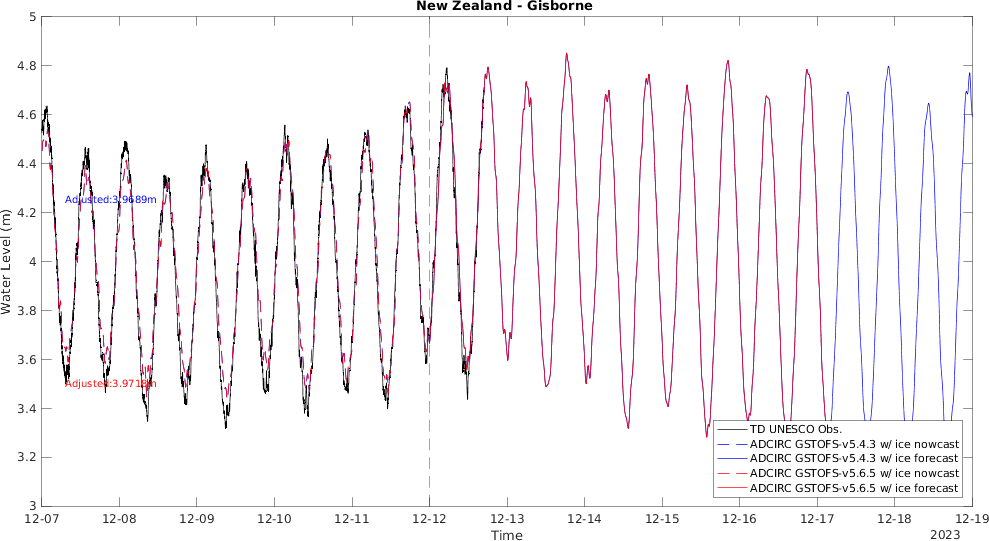 New Zealand - Gisborne
5
4.8
4.6
4.4
4.2
4
3.8
3.6
3.4
3.2
3
Water Level (m)
Adjusted:3.9689m
Adjusted:3.9718m
TD UNESCO Obs.
ADCIRC GSTOFS-v5.4.3 w/ ice nowcast
ADCIRC GSTOFS-v5.4.3 w/ ice forecast
ADCIRC GSTOFS-v5.6.5 w/ ice nowcast
ADCIRC GSTOFS-v5.6.5 w/ ice forecast
12-07 12-08 12-09 12-10 12-11 12-12 12-13 12-14 12-15 12-16 12-17 12-18 12-19
Time
2023